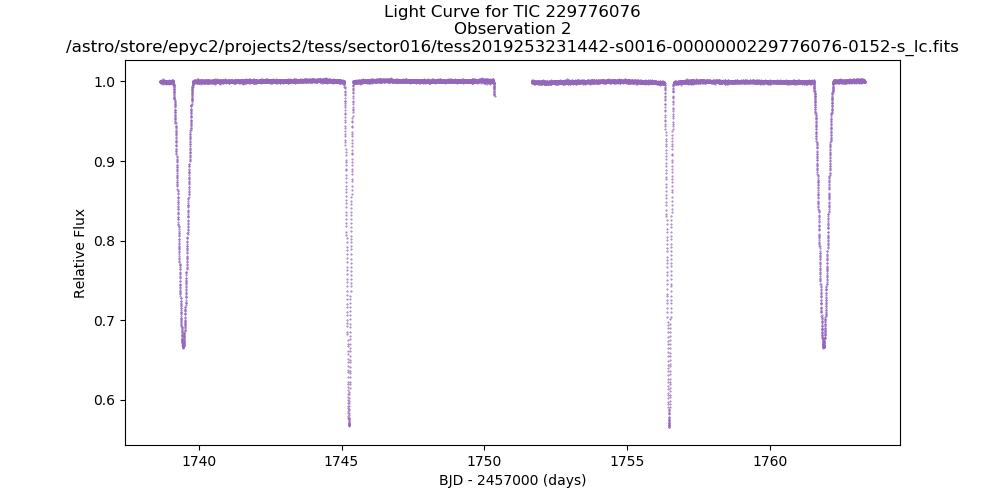 Light Curve for TIC 229776076
Observation 2
/astro/store/epyc2/projects2/tess/sector016/tess2019253231442-s0016-0000000229776076-0152-s_lc.fits
1.0
0.9
0.8
0.7
0.6
Relative Flux
1740
1745
1750
1755
1760
BJD - 2457000 (days)